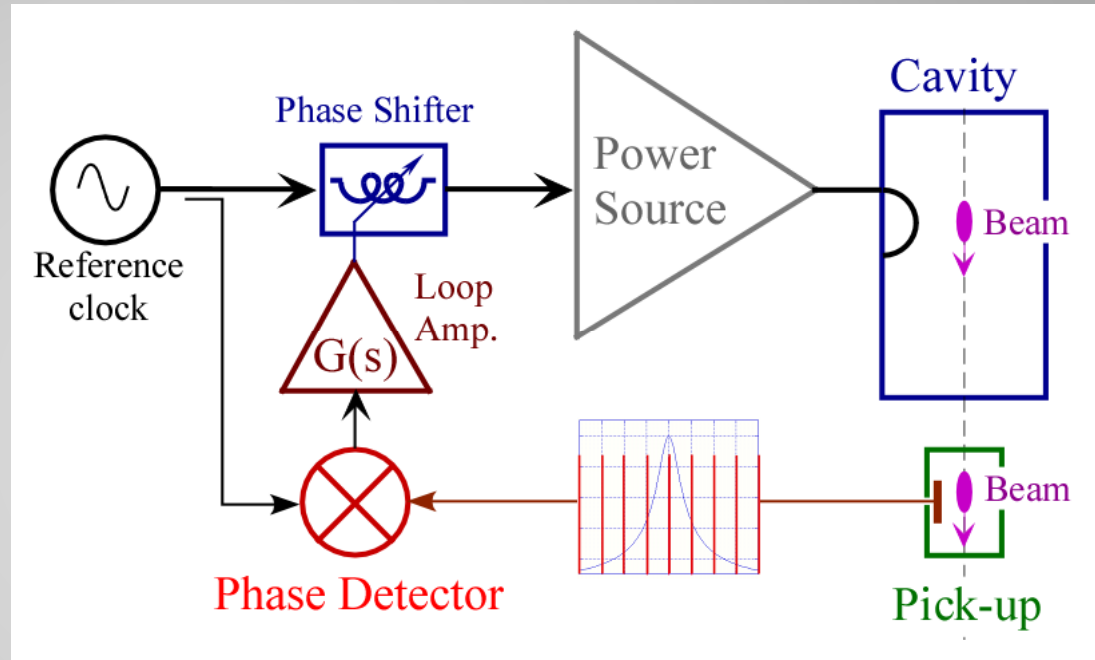 Cavity
Phase Shifter
Power
Source
Beam
Reference
clock
Loop
Amp.
G(s)
Beam
Phase Detector
Pick-up